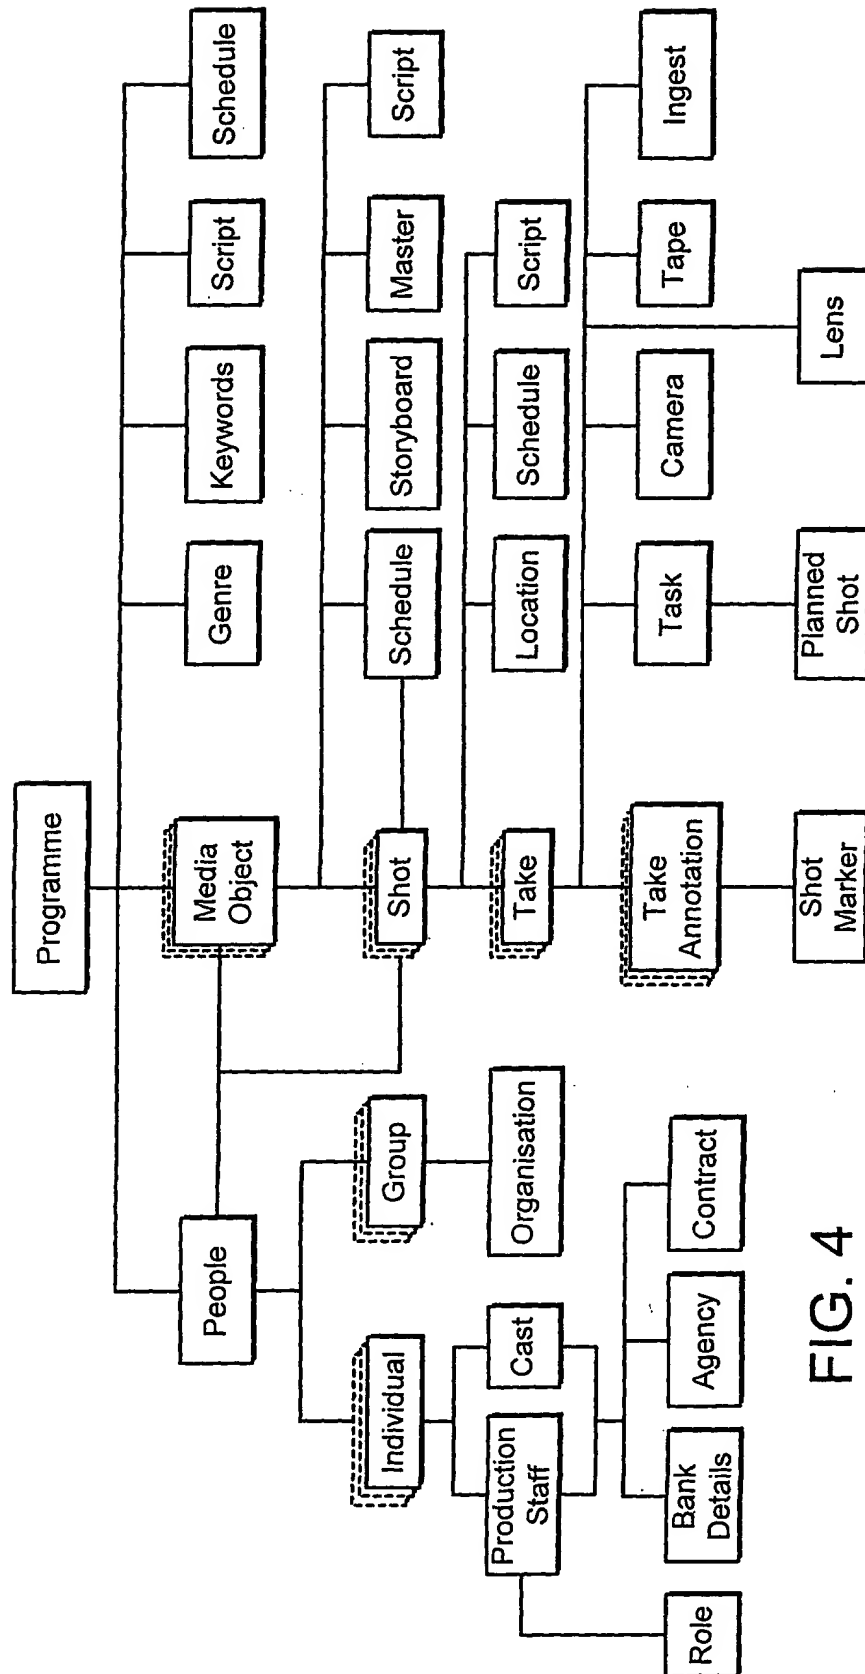 Programme
People
Media
Object
Genre
Keywords
Script
Schedule
Individual
Group
Shot
Schedule
Storyboard
Master
Script
Production
Staff
Cast
Organisation
Take
Location
Schedule
Script
Role
Bank
Details
Agency
Contract
Take
Annotation
Task
Camera
Tape
Ingest
Shot
Marker
Planned
Shot
Lens
FIG. 4